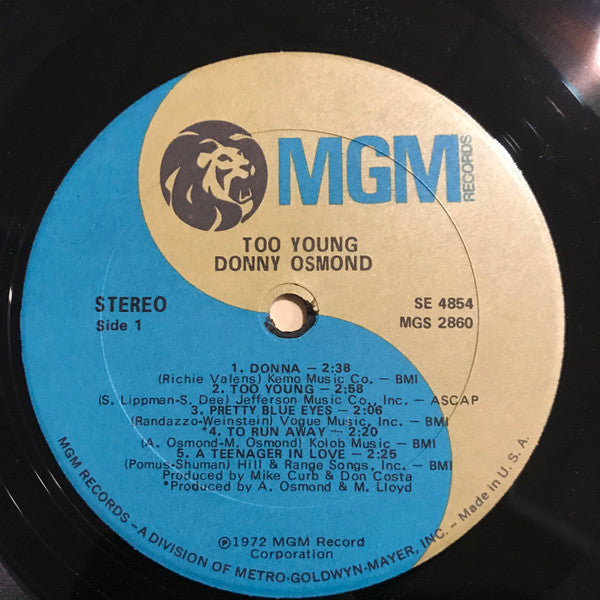 MGM
RECORDS
TOO YOUNG
DONNY OSMOND
STEREO
Side 1
SE 4854
MGS 2860
1. DONNA – 2:38
(Richie Valens) Kemo Music Co. – BMI
2. TOO YOUNG – 2:58
(S. Lippman-S. Dee) Jefferson Music Co., Inc. – ASCAP
3. PRETTY BLUE EYES – 2:06
(Randazzo-Weinstein) Vogue Music, Inc. – BMI
*4. TO RUN AWAY – 2:20
(A. Osmond-M. Osmond) Kolob Music – BMI
5. A TEENAGER IN LOVE – 2:25
(Pomus-Shuman) Hill & Range Songs, Inc. – BMI
Produced by Mike Curb & Don Costa
*Produced by A. Osmond & M. Lloyd
℗1972 MGM Record
Corporation
MGM RECORDS – A DIVISION OF METRO-GOLDWYN-MAYER, INC. – Made in U. S. A.